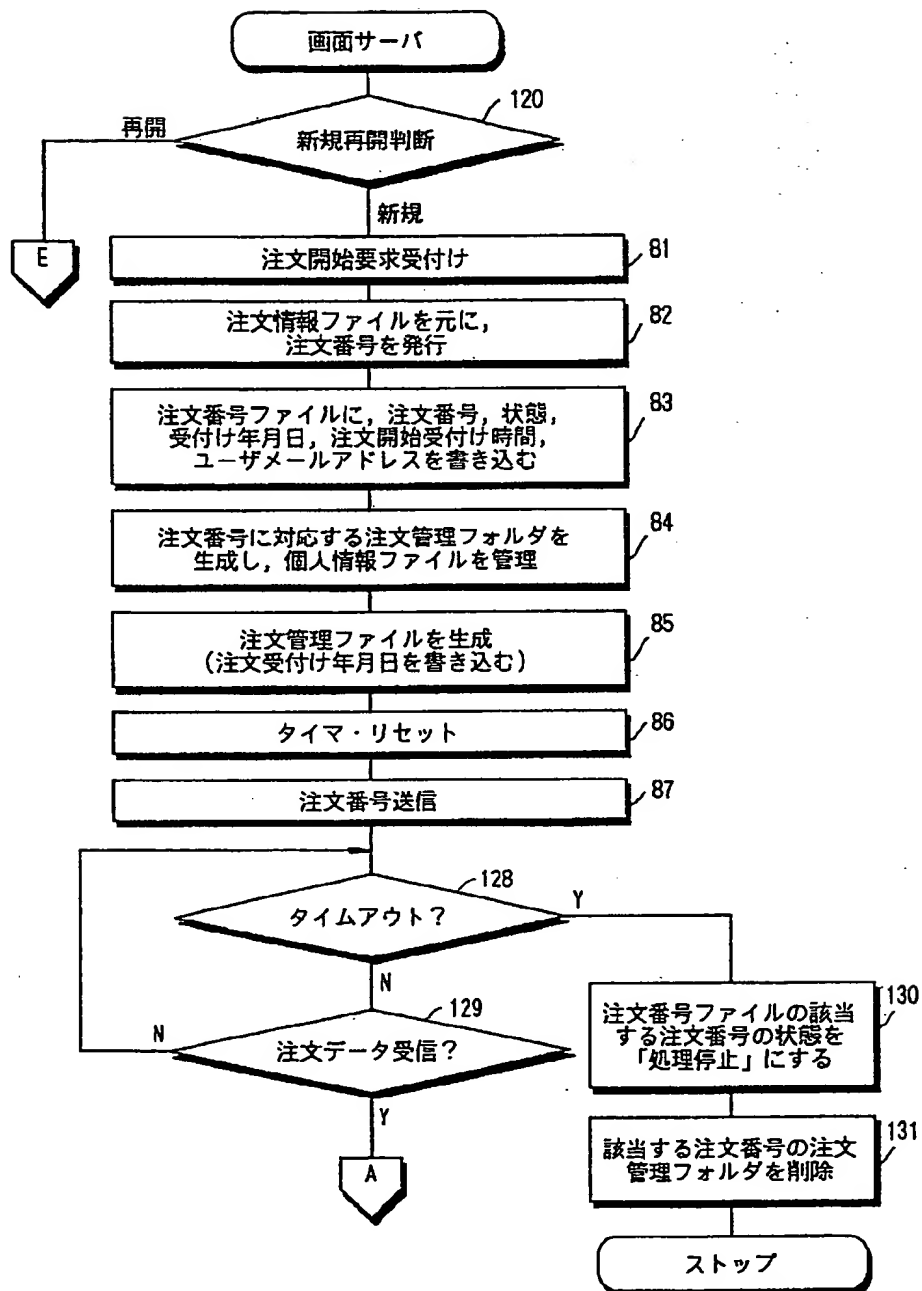 画面サーバ
120
再開
新規再開判断
新規
E
注文開始要求受付け
81
注文情報ファイルを元に,
注文番号を発行
82
注文番号ファイルに,注文番号,状態,
受付け年月日,注文開始受付け時間,
ユーザメールアドレスを書き込む
83
注文番号に対応する注文管理フォルダを
生成し,個人情報ファイルを管理
84
注文管理ファイルを生成
(注文受付け年月日を書き込む)
85
タイマ・リセット
86
注文番号送信
87
128
タイムアウト?
Y
N
129
N
注文データ受信?
Y
A
130
注文番号ファイルの該当
する注文番号の状態を
「処理停止」にする
131
該当する注文番号の注文
管理フォルダを削除
ストップ